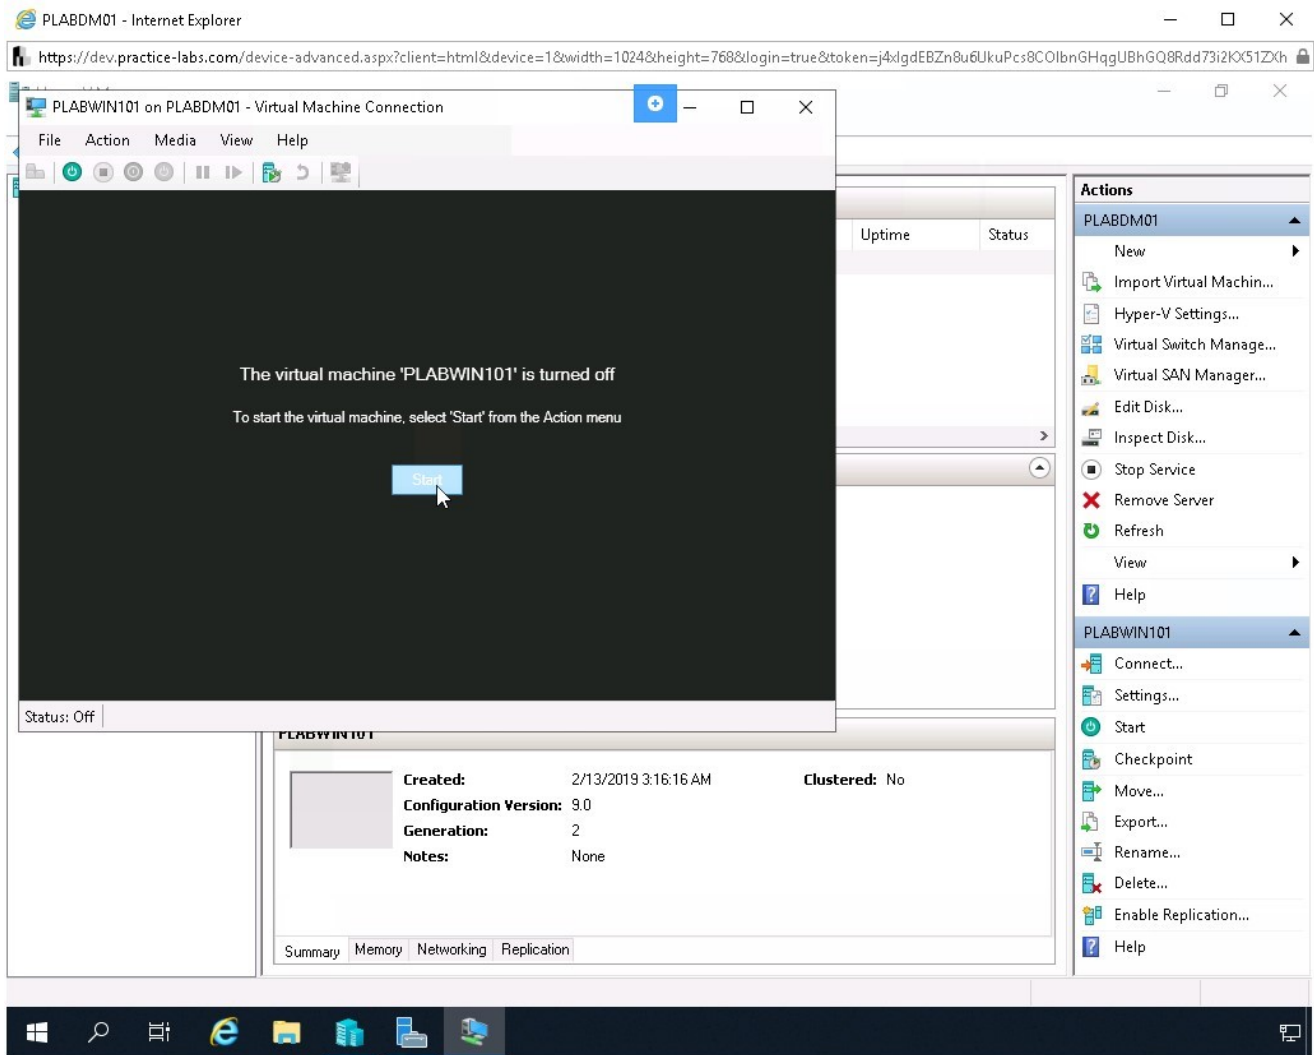 PLABDM01 - Internet Explorer
https://dev.practice-labs.com/device-advanced.aspx?client=html&device=1&width=1024&height=768&login=true&token=
PLABWIN101 on PLABDM01 - Virtual Machine Connection
File Action Media View Help
The virtual machine 'PLABWIN101' is turned off
To start the virtual machine, select 'Start' from the Action menu
Start
Status: Off
Uptime Status
PLABWIN101
Created: 2/13/2019 3:16:16 AM Clustered: No
Configuration Version: 9.0
Generation: 2
Notes: None
Summary Memory Networking Replication
Actions
PLABDM01
New
Import Virtual Machin...
Hyper-V Settings...
Virtual Switch Manage...
Virtual SAN Manager...
Edit Disk...
Inspect Disk...
Stop Service
Remove Server
Refresh
View
Help
PLABWIN101
Connect...
Settings...
Start
Checkpoint
Move...
Export...
Rename...
Delete...
Enable Replication...
Help